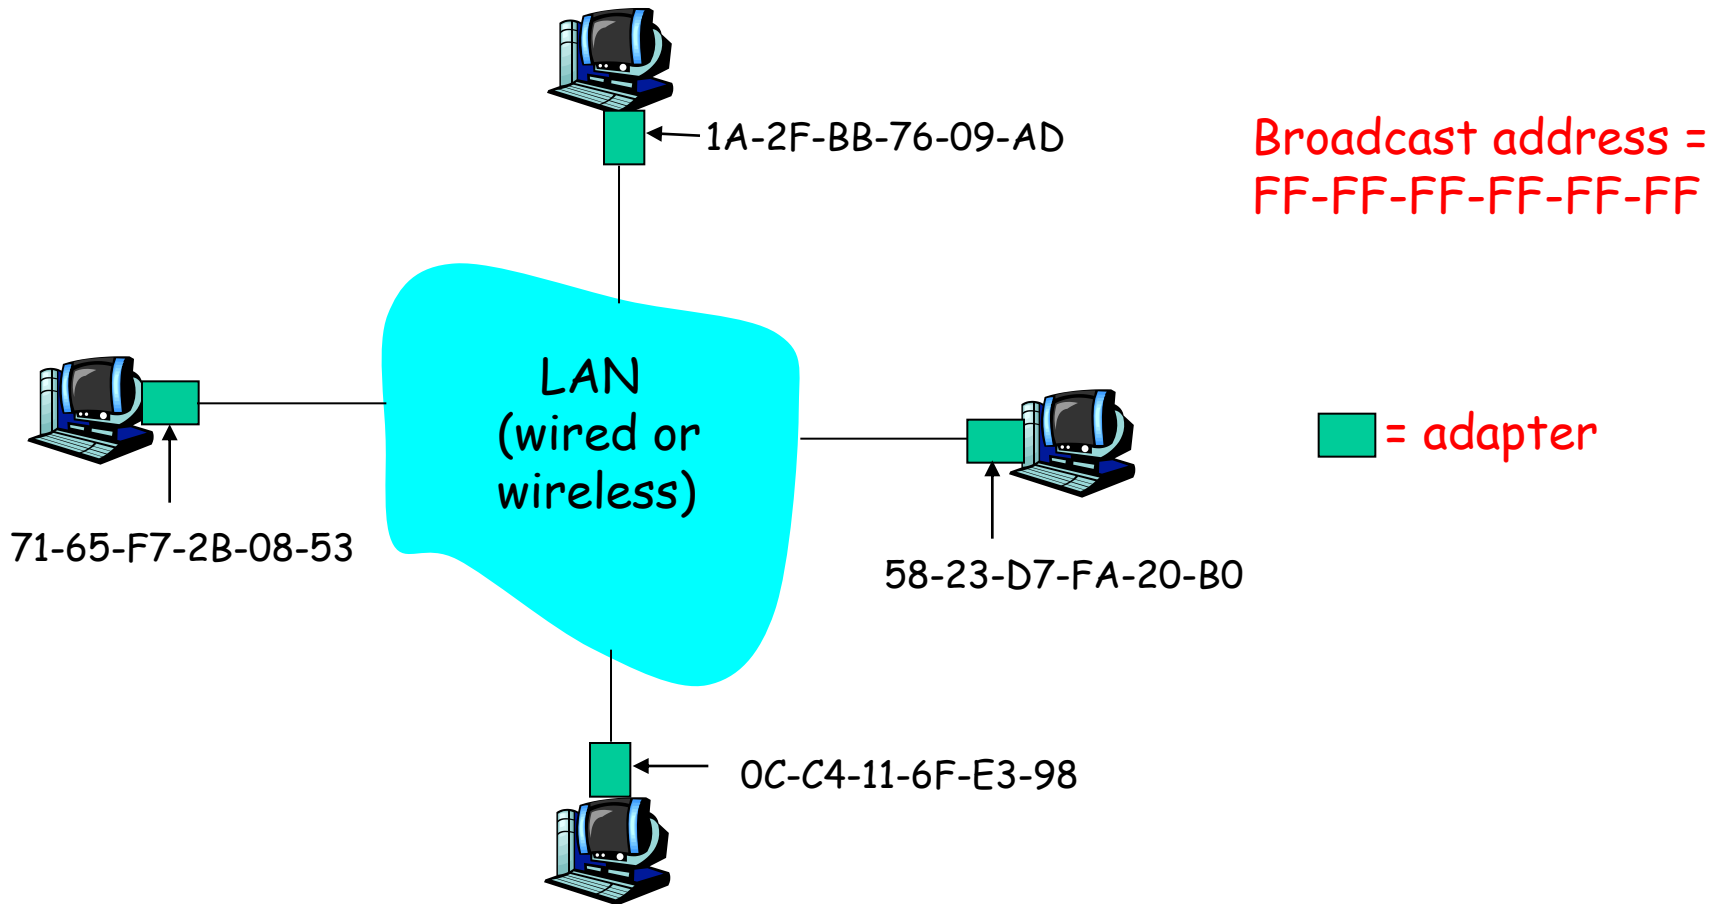 1A-2F-BB-76-09-AD
Broadcast address =
FF-FF-FF-FF-FF-FF
LAN
(wired or
wireless)
= adapter
71-65-F7-2B-08-53
58-23-D7-FA-20-B0
0C-C4-11-6F-E3-98